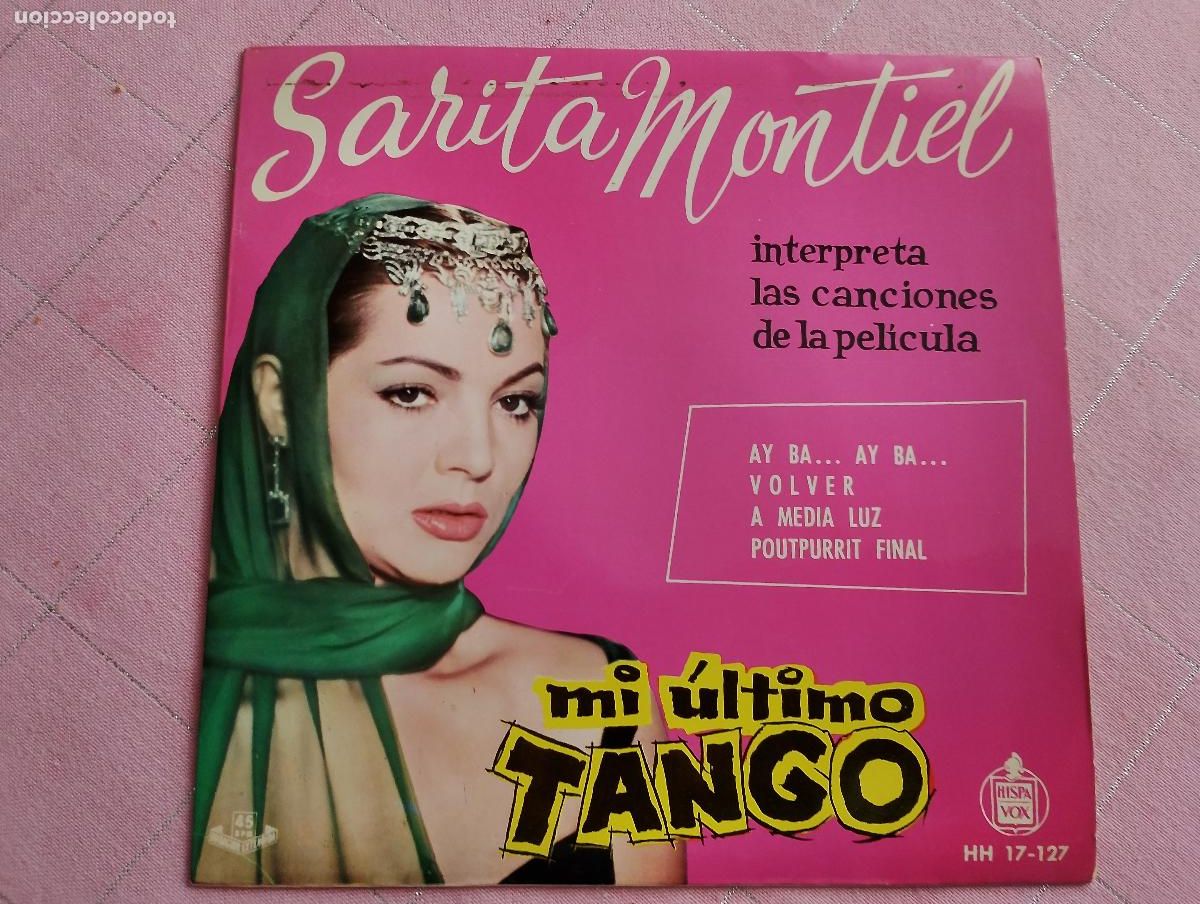 todocoleccion
Sarita Montiel
interpreta
las canciones
de la película
AY BA... AY BA...
VOLVER
A MEDIA LUZ
POUTPURRIT FINAL
mi último
TANGO
45
RPM
HISPA
VOX
HH 17-127